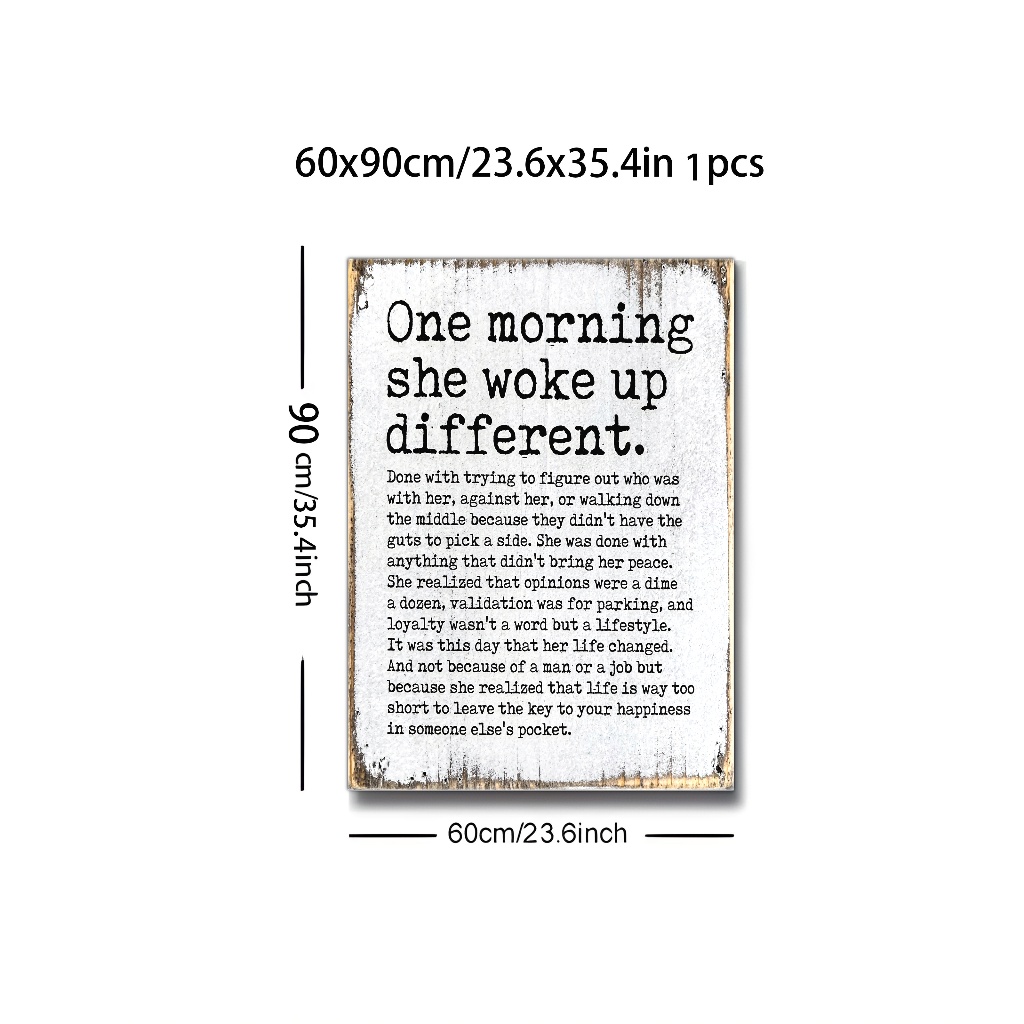 60x90cm/23.6x35.4in 1pcs
One morning
she woke up
different.
Done with trying to figure out who was
with her, against her, or walking down
the middle because they didn't have the
guts to pick a side. She was done with
anything that didn't bring her peace.
She realized that opinions were a dime
a dozen, validation was for parking, and
loyalty wasn't a word but a lifestyle.
It was this day that her life changed.
And not because of a man or a job but
because she realized that life is way too
short to leave the key to your happiness
in someone else's pocket.
90 cm/35.4inch
60cm/23.6inch